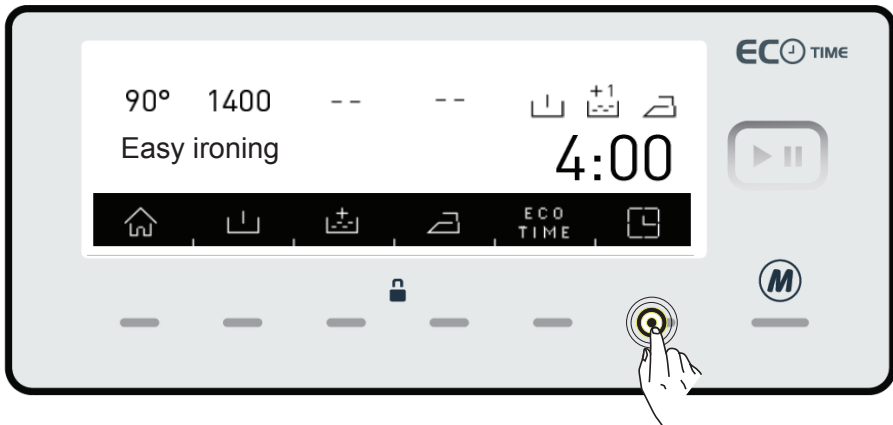 ECO TIME
90° 1400 -- -- +1
Easy ironing
4:00
+ ECO TIME
M